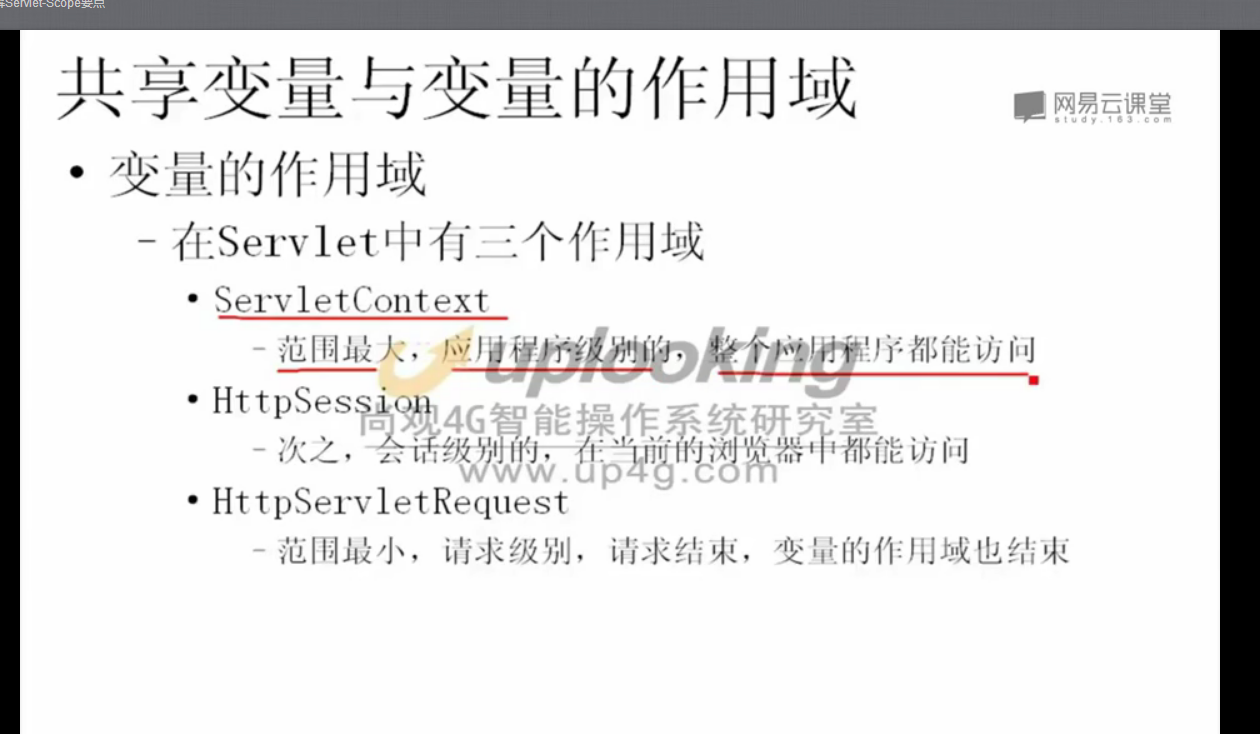 Servlet-Scope要点
共享变量与变量的作用域
网易云课堂
study.163.com
• 变量的作用域
– 在Servlet中有三个作用域
• ServletContext
– 范围最大，应用程序级别的，整个应用程序都能访问
uplooking
• HttpSession
尚观4G智能操作系统研究室
– 次之，会话级别的，在当前的浏览器中都能访问
www.up4g.com
• HttpServletRequest
– 范围最小，请求级别，请求结束，变量的作用域也结束